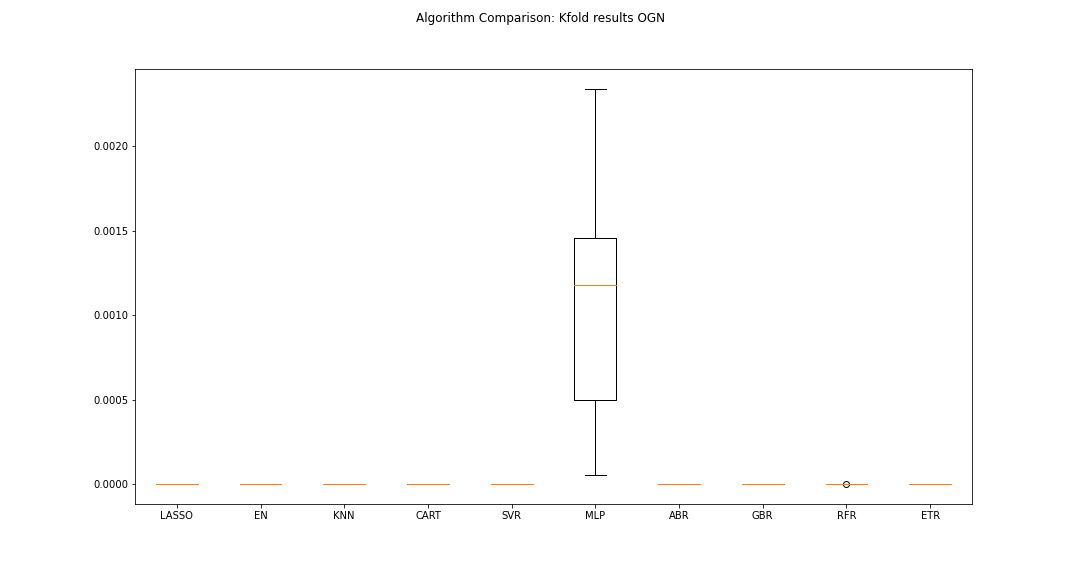 Algorithm Comparison: Kfold results OGN
0.0020
0.0015
0.0010
0.0005
0.0000
LASSO EN KNN CART SVR MLP ABR GBR RFR ETR